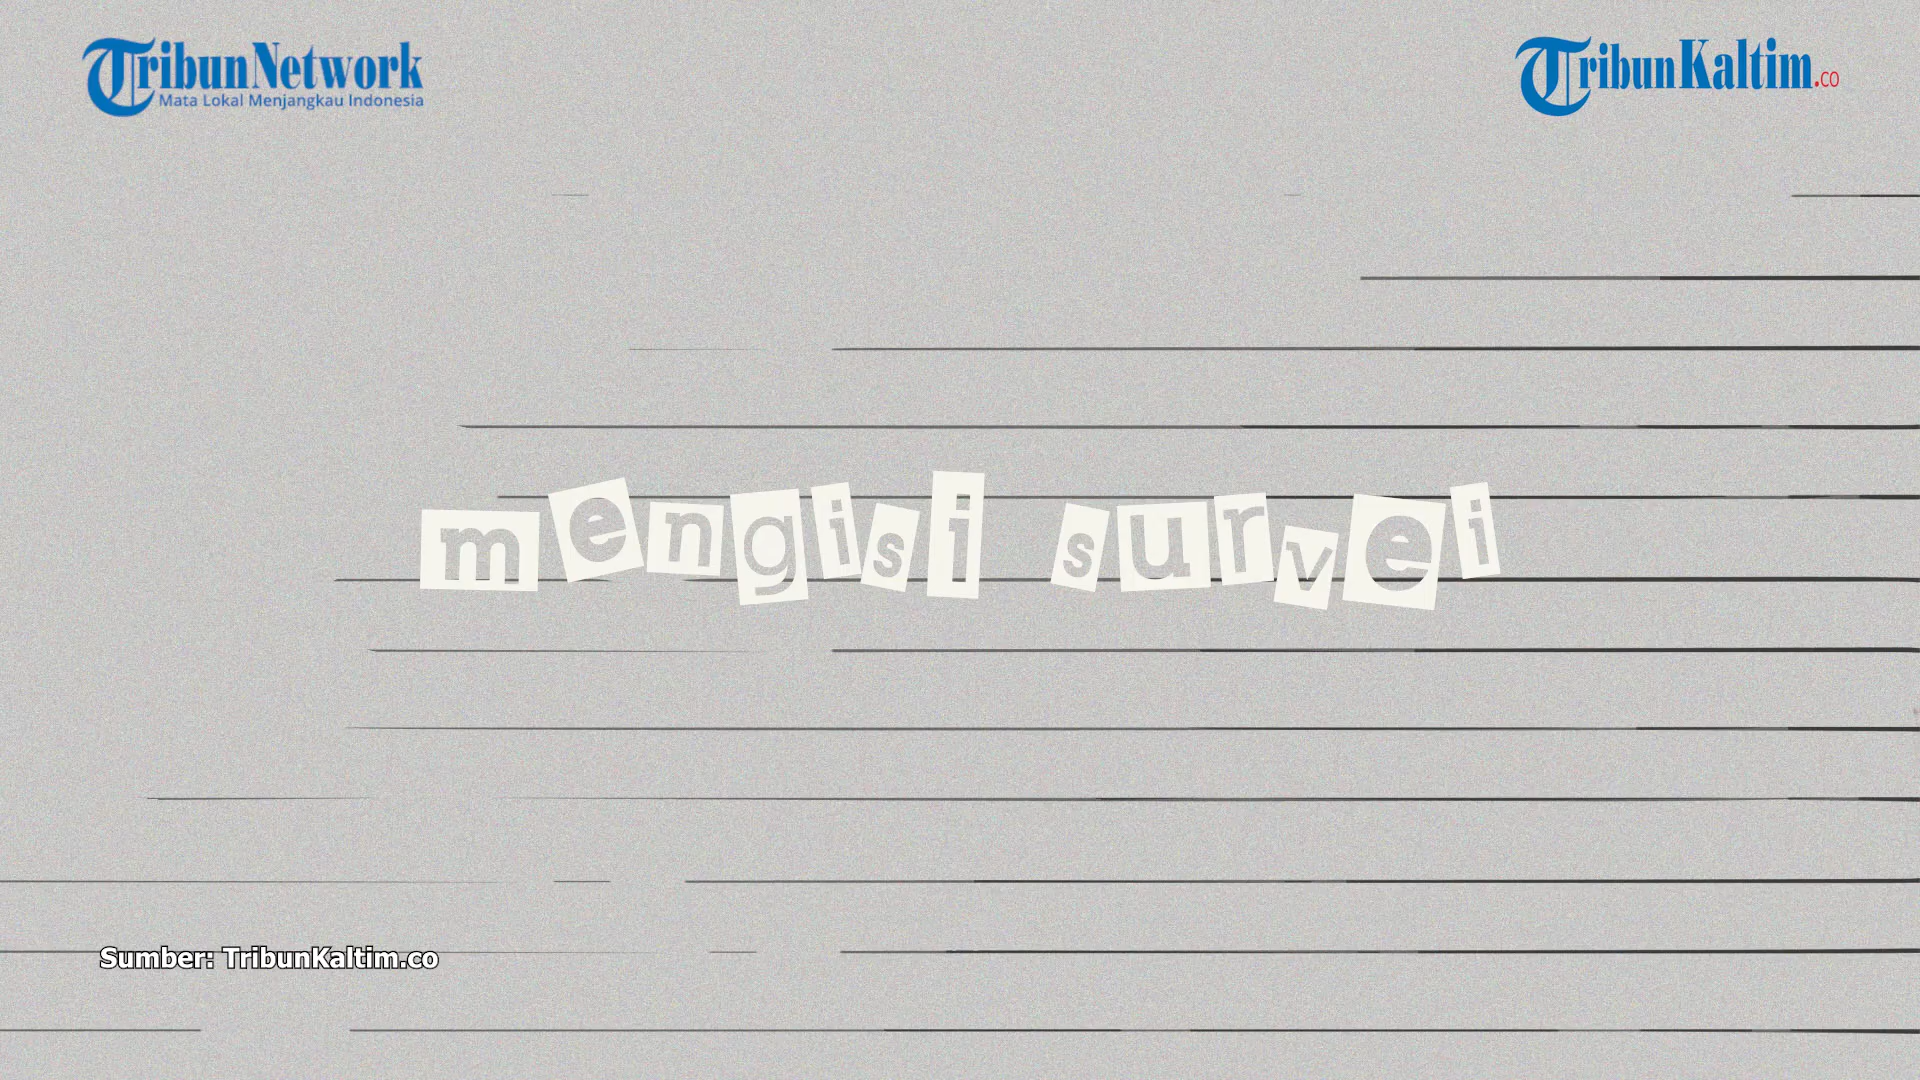 TribunNetwork
Mata Lokal Menjangkau Indonesia
TribunKaltim.co
mengisi survei
Sumber: TribunKaltim.co